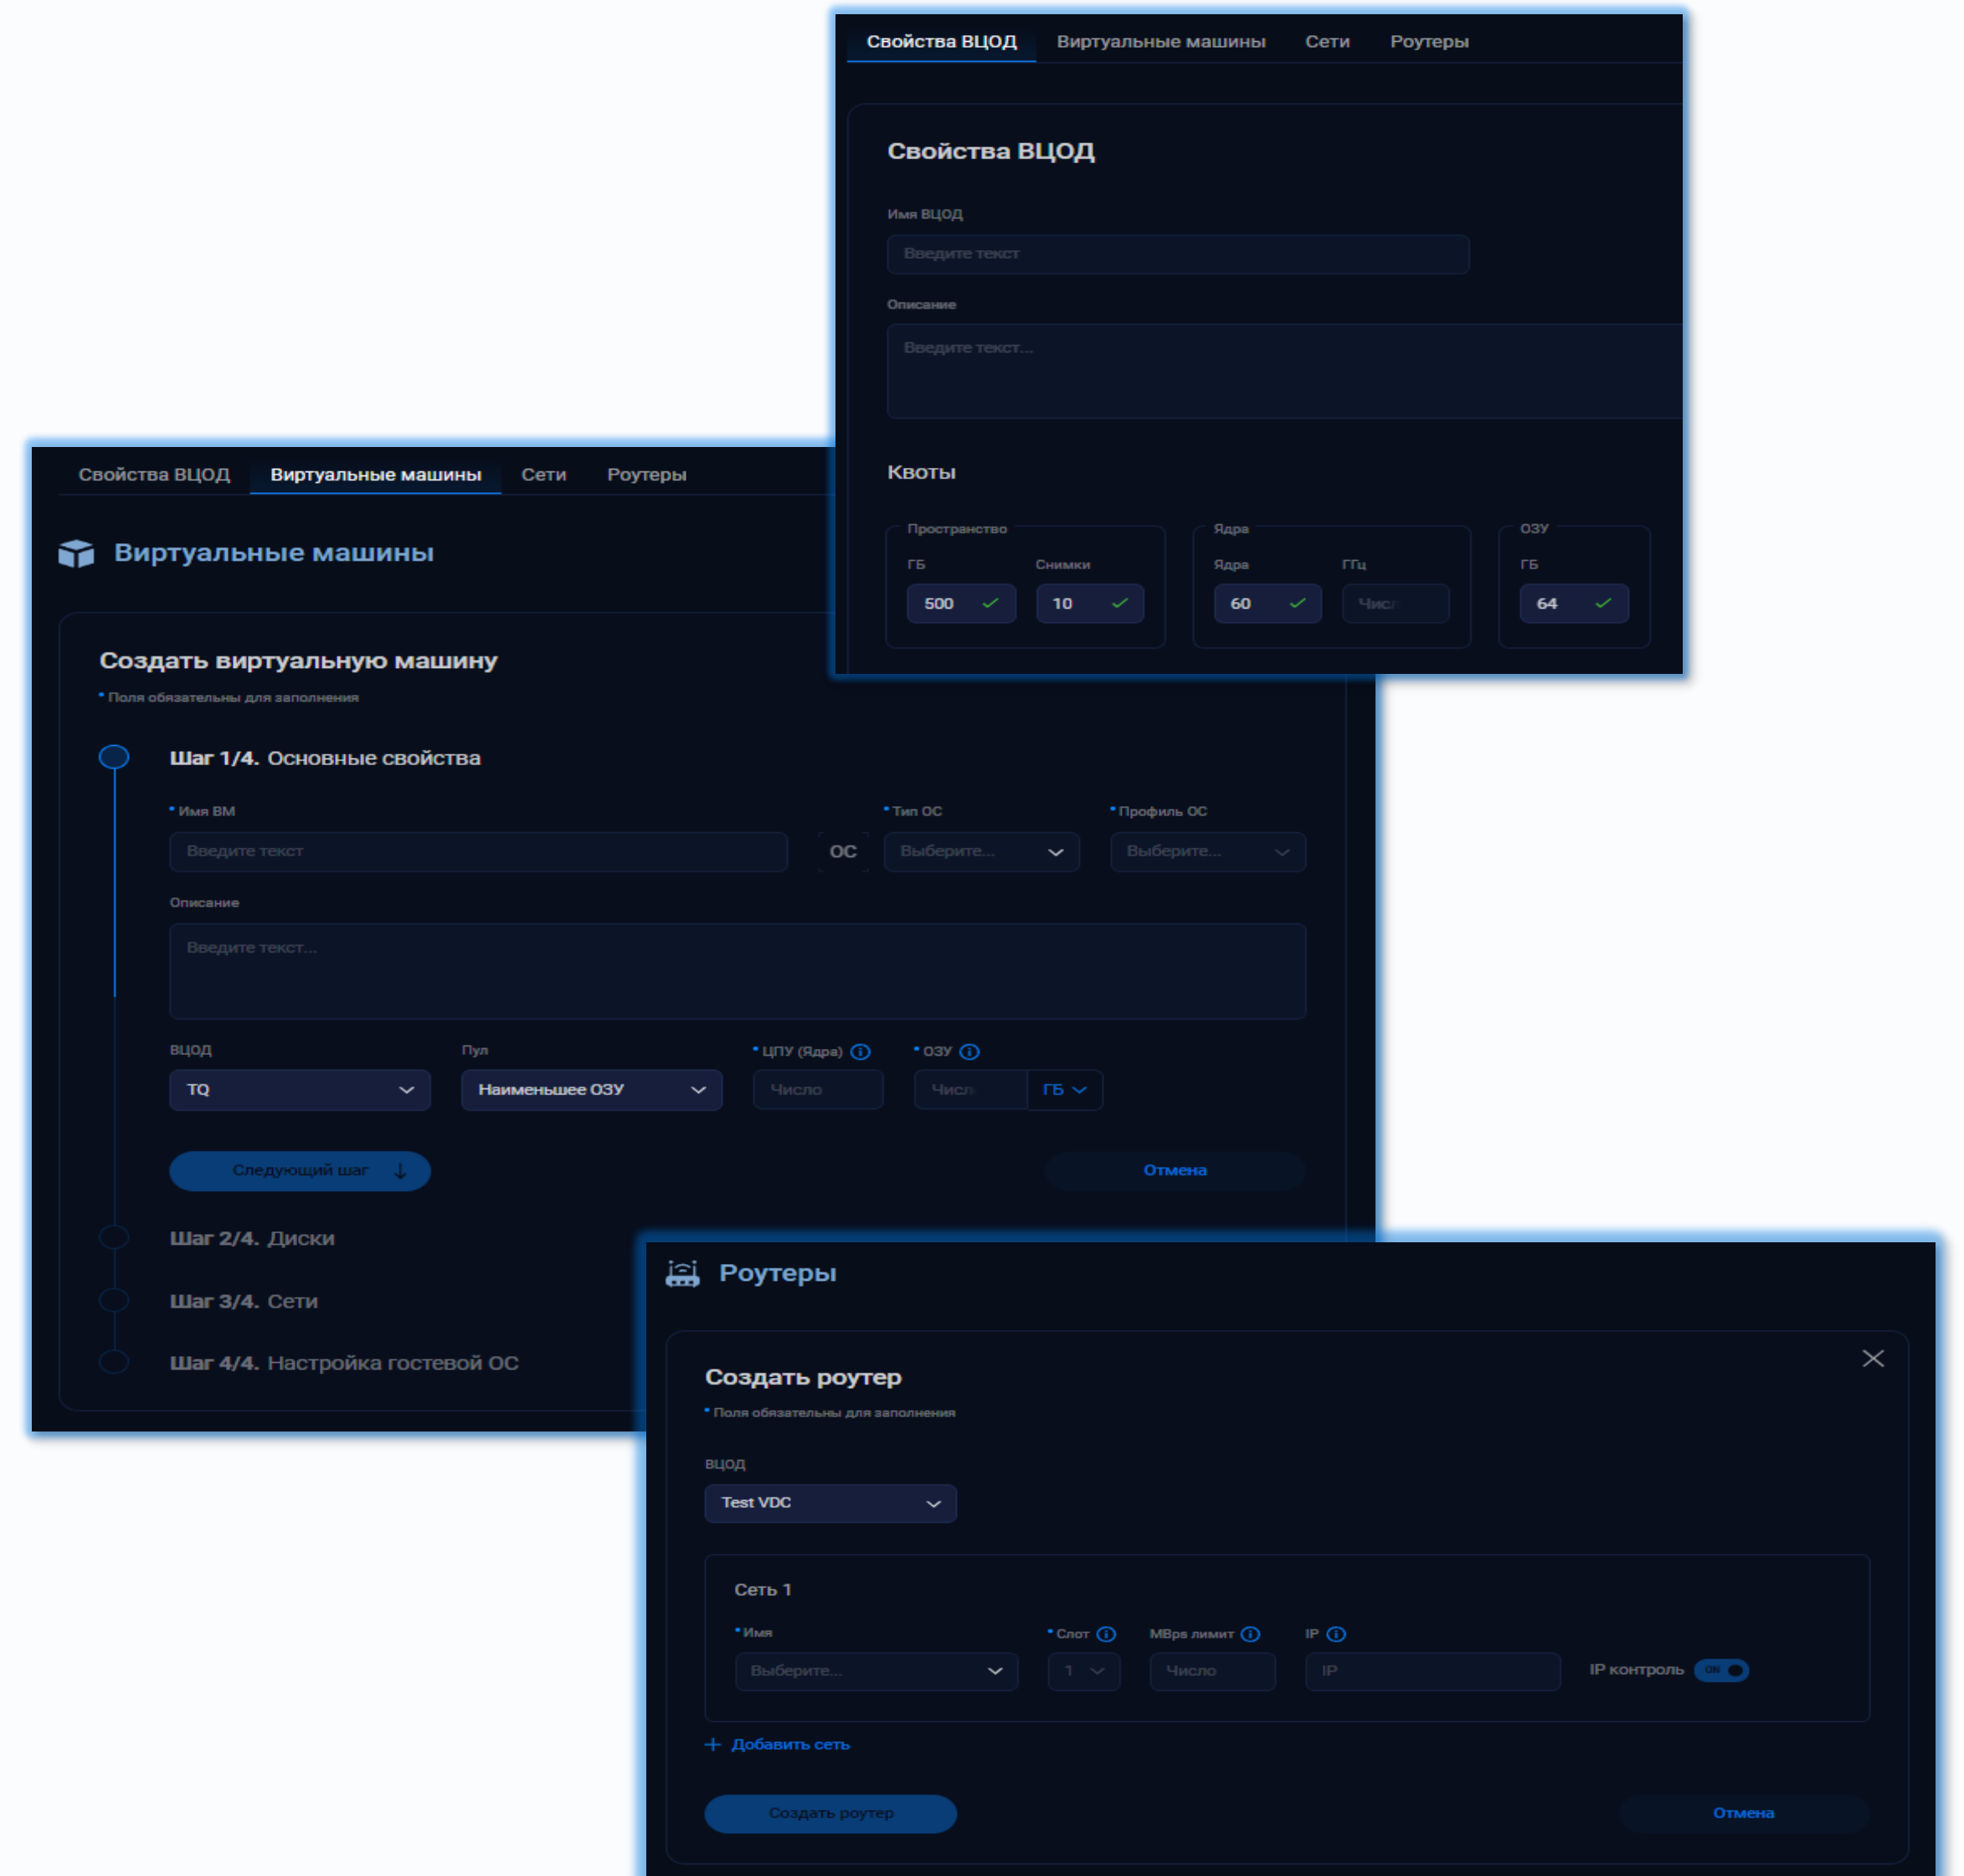 Свойства ВЦОД Виртуальные машины Сети Роутеры
Свойства ВЦОД
Имя ВЦОД
Введите текст
Описание
Введите текст...
Квоты
Пространство Ядра ОЗУ
ГБ Снимки Ядра ГГц ГБ
500 10 60 Числ 64
Свойства ВЦОД Виртуальные машины Сети Роутеры
Виртуальные машины
Создать виртуальную машину
* Поля обязательны для заполнения
Шаг 1/4. Основные свойства
* Имя ВМ * Тип ОС * Профиль ОС
Введите текст ОС Выберите... Выберите...
Описание
Введите текст...
ВЦОД Пул * ЦПУ (Ядра) * ОЗУ
TQ Наименьшее ОЗУ Число Числ ГБ
Следующий шаг Отмена
Шаг 2/4. Диски
Шаг 3/4. Сети
Шаг 4/4. Настройка гостевой ОС
Роутеры
Создать роутер
* Поля обязательны для заполнения
ВЦОД
Test VDC
Сеть 1
* Имя * Слот MBps лимит IP
Выберите... 1 Число IP IP контроль ON
+ Добавить сеть
Создать роутер Отмена